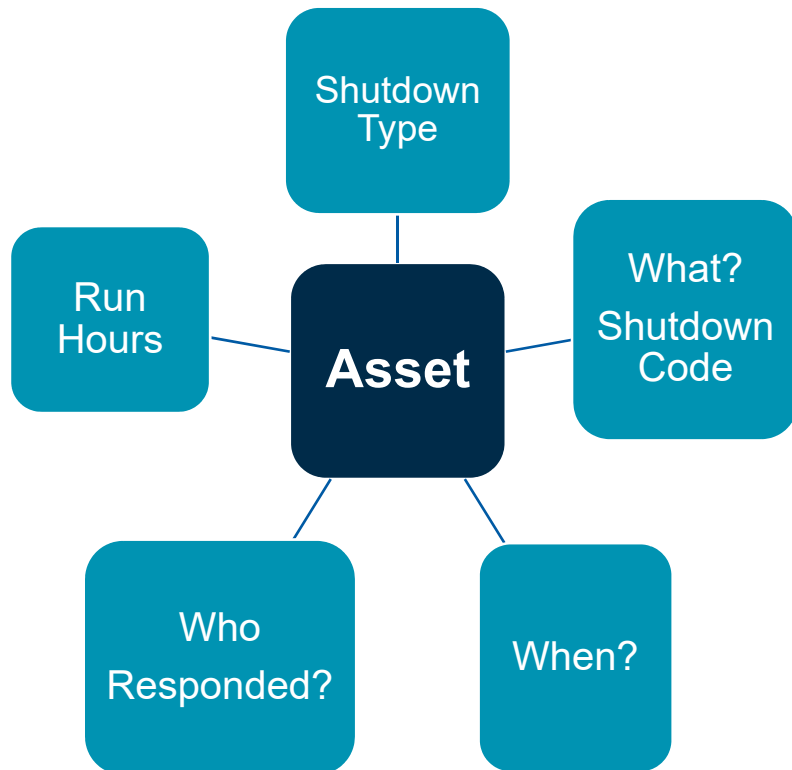 Shutdown
Type
Run
Hours
Asset
What?
Shutdown
Code
Who
Responded?
When?